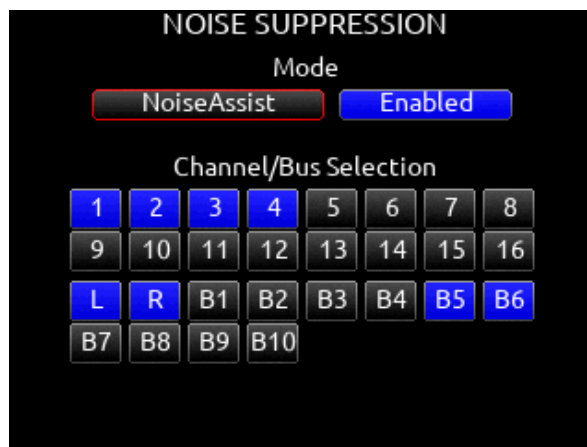 NOISE SUPPRESSION
Mode
NoiseAssist Enabled
Channel/Bus Selection
1 2 3 4 5 6 7 8
9 10 11 12 13 14 15 16
L R B1 B2 B3 B4 B5 B6
B7 B8 B9 B10